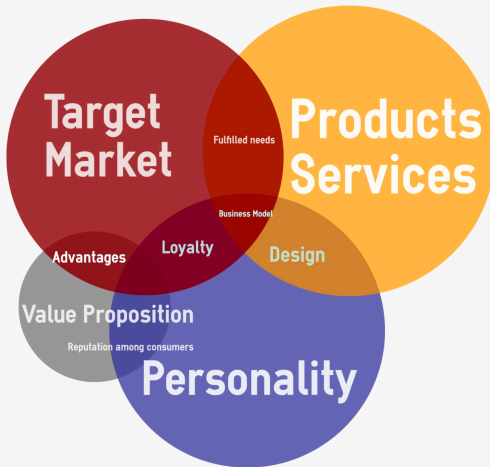 Target
Market
Products
Services
Fulfilled needs
Business Model
Loyalty
Design
Advantages
Value Proposition
Reputation among consumers
Personality